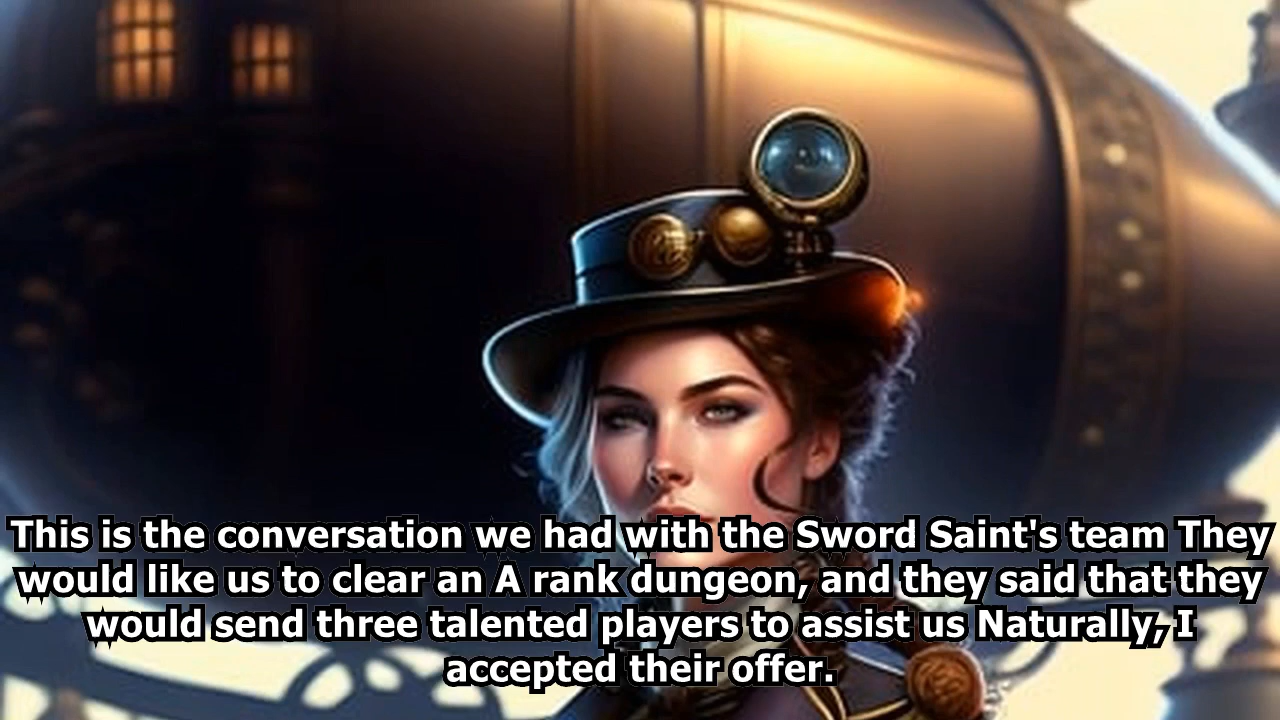 This is the conversation we had with the Sword Saint's team They
would like us to clear an A rank dungeon, and they said that they
would send three talented players to assist us Naturally, I
accepted their offer.